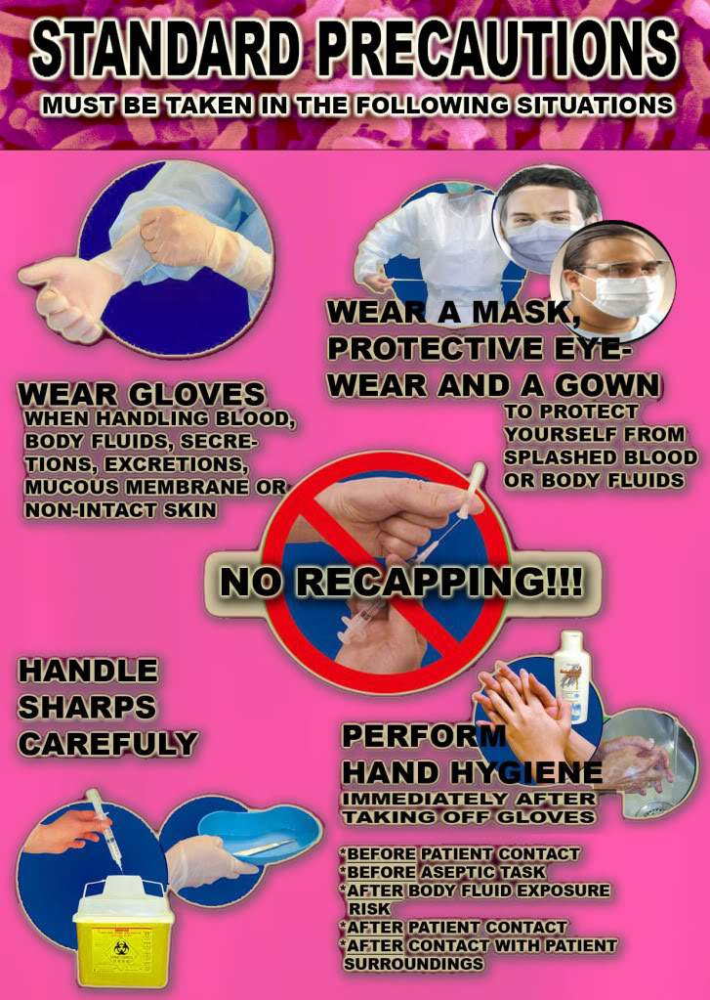 STANDARD PRECAUTIONS
MUST BE TAKEN IN THE FOLLOWING SITUATIONS
WEAR GLOVES
WHEN HANDLING BLOOD,
BODY FLUIDS, SECRE-
TIONS, EXCRETIONS,
MUCOUS MEMBRANE OR
NON-INTACT SKIN
WEAR A MASK,
PROTECTIVE EYE-
WEAR AND A GOWN
TO PROTECT
YOURSELF FROM
SPLASHED BLOOD
OR BODY FLUIDS
NO RECAPPING!!!
HANDLE
SHARPS
CAREFULY
PERFORM
HAND HYGIENE
IMMEDIATELY AFTER
TAKING OFF GLOVES
*BEFORE PATIENT CONTACT
*BEFORE ASEPTIC TASK
*AFTER BODY FLUID EXPOSURE
RISK
*AFTER PATIENT CONTACT
*AFTER CONTACT WITH PATIENT
SURROUNDINGS